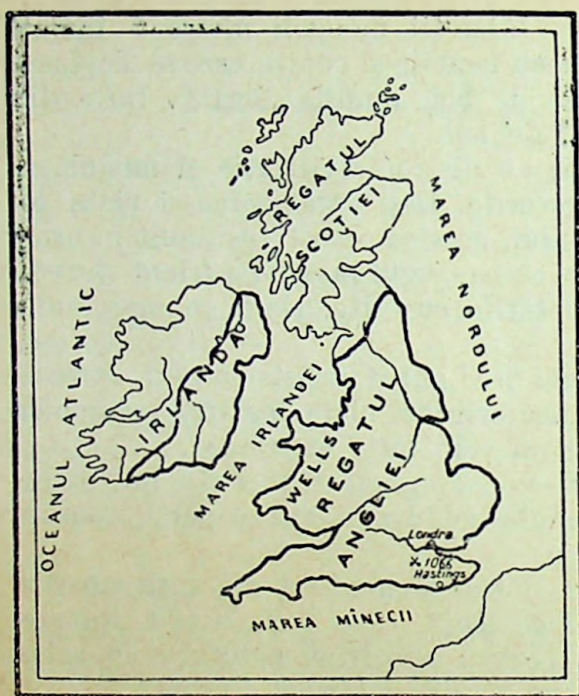 REGATUL
SCOTIEI
MAREA NORDULUI
OCEANUL ATLANTIC
IRLANDA
MAREA IRLANDEI
WELLS
REGATUL
ANGLIEI
Londra
x 1066
Hastings
MAREA MÎNECII